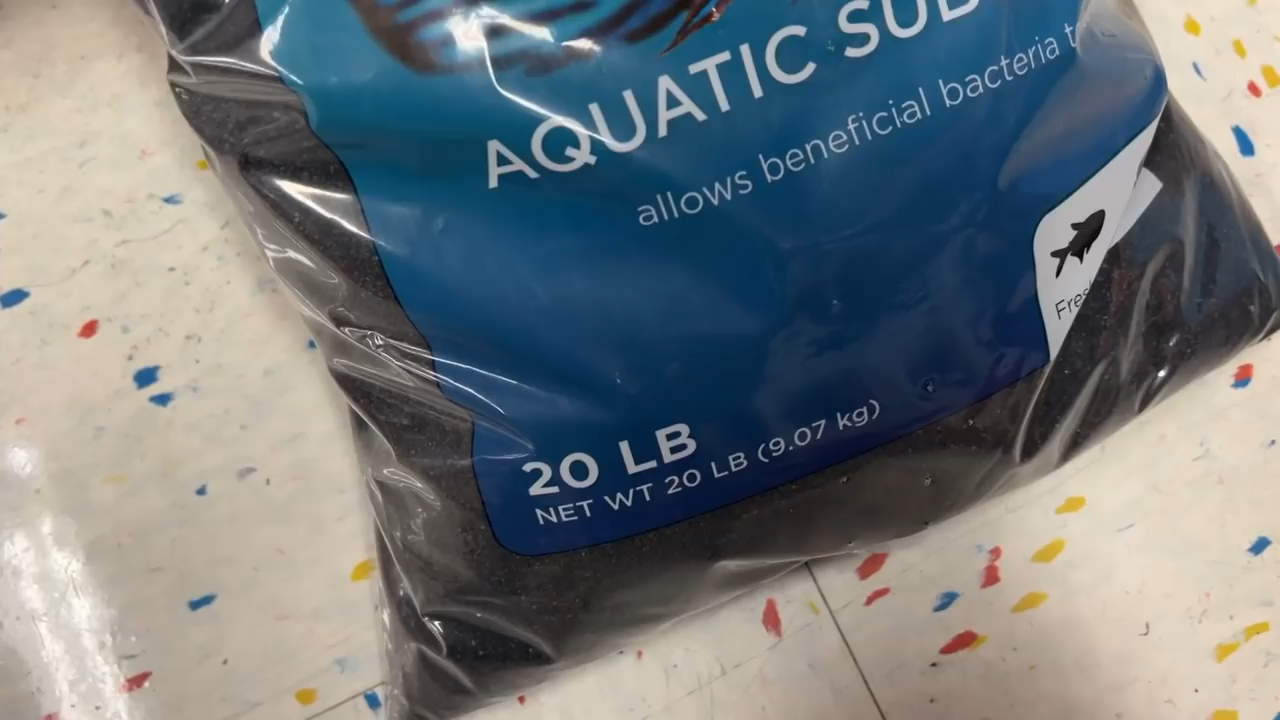 AQUATIC
allows beneficial bacteria
20 LB
NET WT 20 LB (9.07 kg)